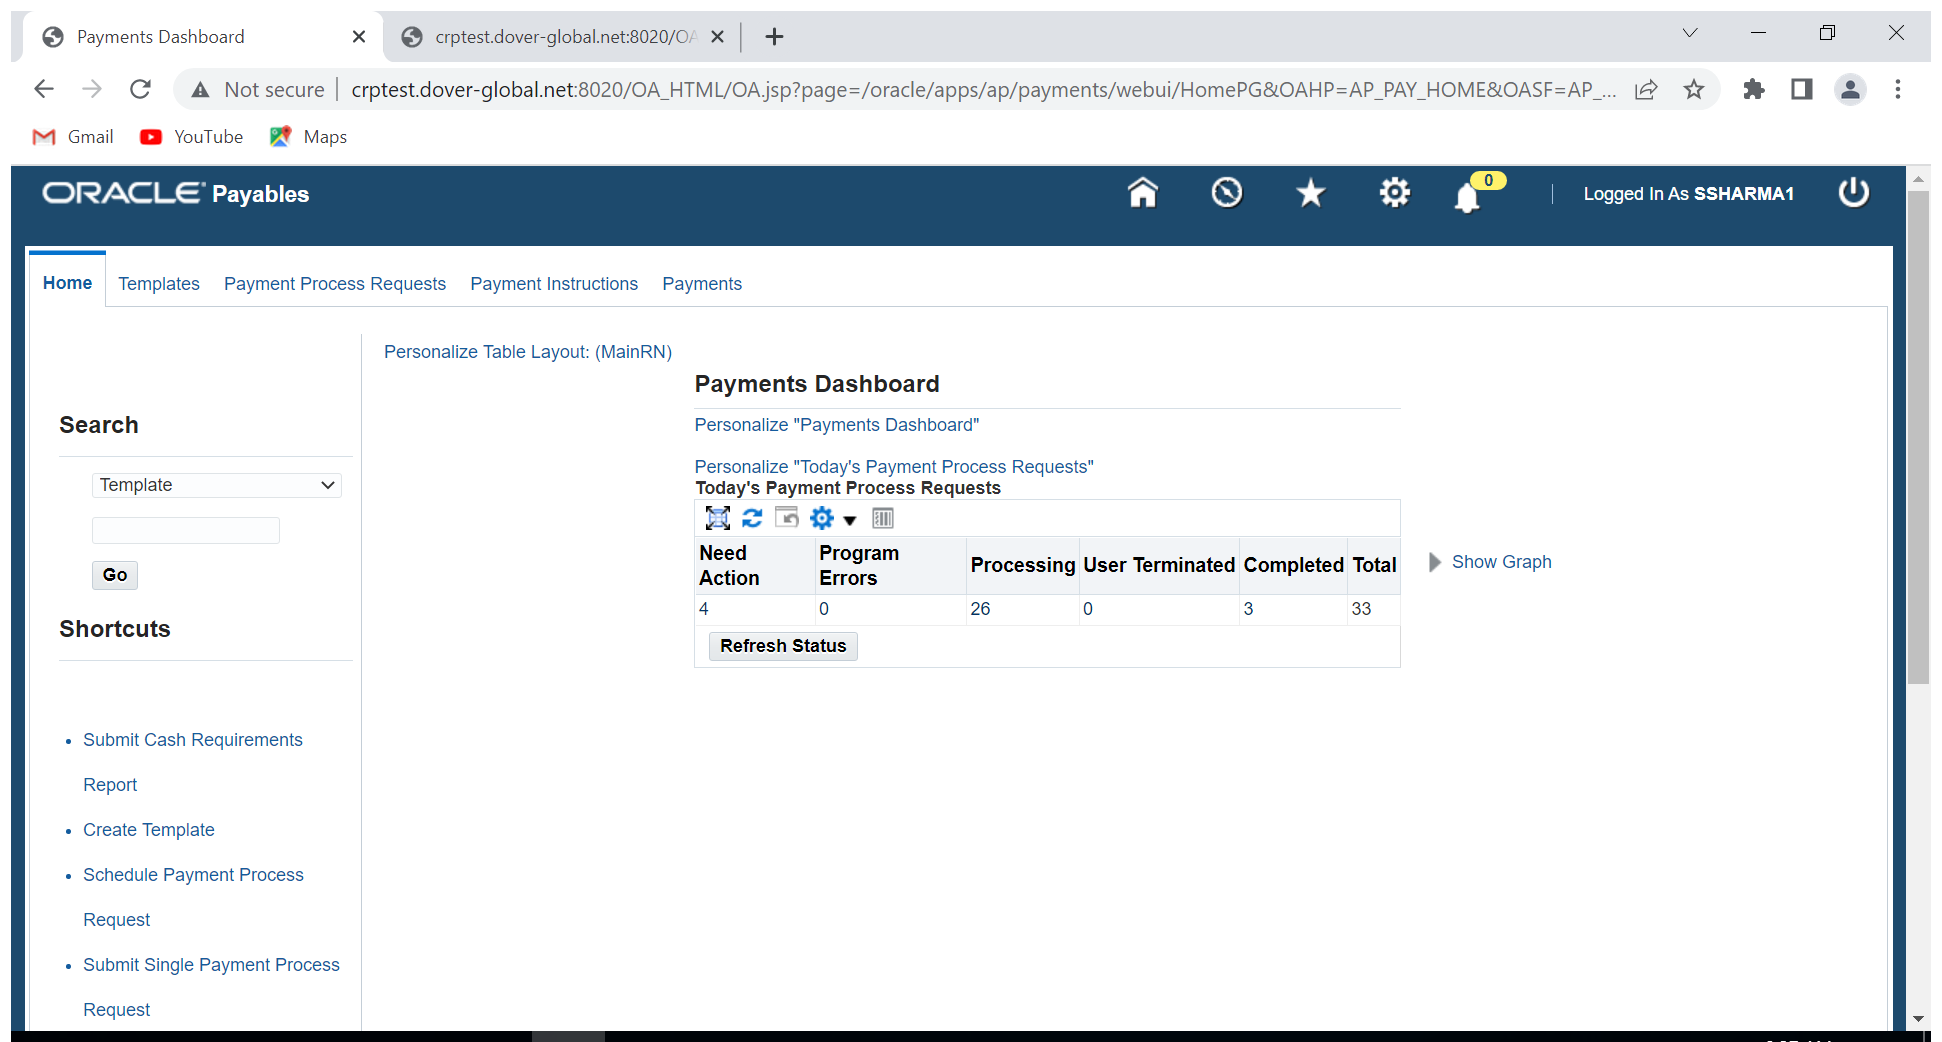 Payments Dashboard
crptest.dover-global.net:8020/OA
Not secure
crptest.dover-global.net:8020/OA_HTML/OA.jsp?page=/oracle/apps/ap/payments/webui/HomePG&OAHP=AP_PAY_HOME&OASF=AP_...
Gmail YouTube Maps
ORACLE Payables
0
Logged In As SSHARMA1
Home Templates Payment Process Requests Payment Instructions Payments
Search
Template
Go
Shortcuts
Submit Cash Requirements
Report
Create Template
Schedule Payment Process
Request
Submit Single Payment Process
Request
Personalize Table Layout: (MainRN)
Payments Dashboard
Personalize "Payments Dashboard"
Personalize "Today's Payment Process Requests"
Today's Payment Process Requests
Need Action Program Errors Processing User Terminated Completed Total
4 0 26 0 3 33
Refresh Status
Show Graph